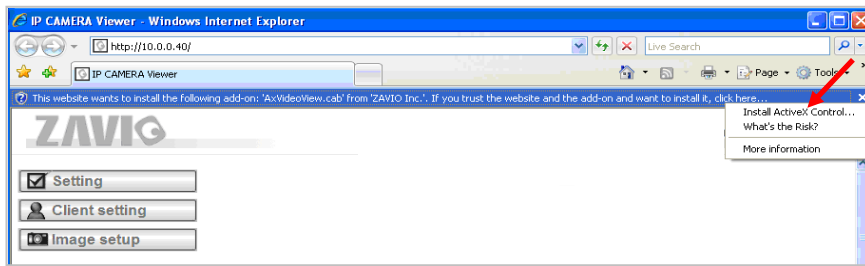 IP CAMERA Viewer - Windows Internet Explorer
http://10.0.0.40/
Live Search
IP CAMERA Viewer
Page
Tools
This website wants to install the following add-on: 'AxVideoView.cab' from 'ZAVIO Inc.'. If you trust the website and the add-on and want to install it, click here...
Install ActiveX Control...
What's the Risk?
More information
ZAVIO
Setting
Client setting
Image setup